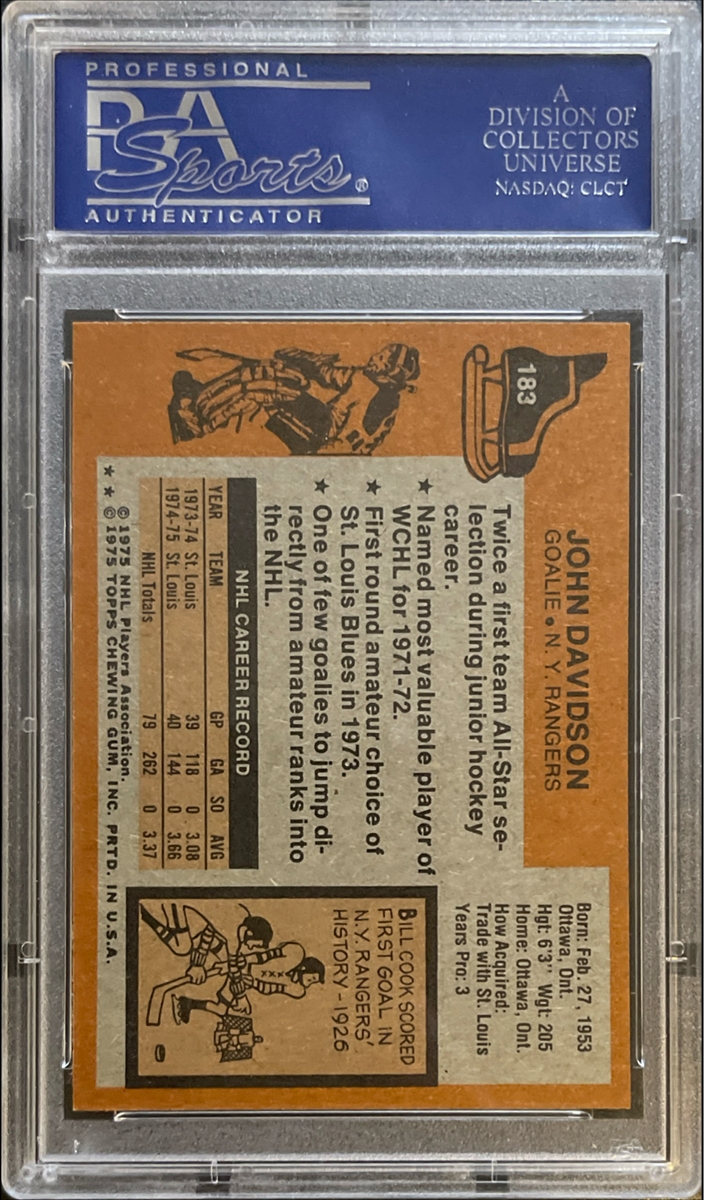 PROFESSIONAL
PSA
Sports®
AUTHENTICATOR
A
DIVISION OF
COLLECTORS
UNIVERSE
NASDAQ: CLCT
183
JOHN DAVIDSON
GOALIE • N. Y. RANGERS
Born: Feb. 27, 1953
Ottawa, Ont.
Hgt: 6'3" Wgt: 205
Home: Ottawa, Ont.
How Acquired:
Trade with St. Louis
Years Pro: 3
Twice a first team All-Star se-
lection during junior hockey
career.
★ Named most valuable player of
WCHL for 1971-72.
★ First round amateur choice of
St. Louis Blues in 1973.
★ One of few goalies to jump di-
rectly from amateur ranks into
the NHL.
NHL CAREER RECORD
YEAR TEAM GP GA SO AVG
1973-74 St. Louis 39 118 0 3.08
1974-75 St. Louis 40 144 0 3.66
NHL Totals 79 262 0 3.37
BILL COOK SCORED
FIRST GOAL IN
N.Y. RANGERS'
HISTORY - 1926
XXX
★ © 1975 NHL Players Association.
★ © 1975 TOPPS CHEWING GUM, INC. PRTD. IN U.S.A.